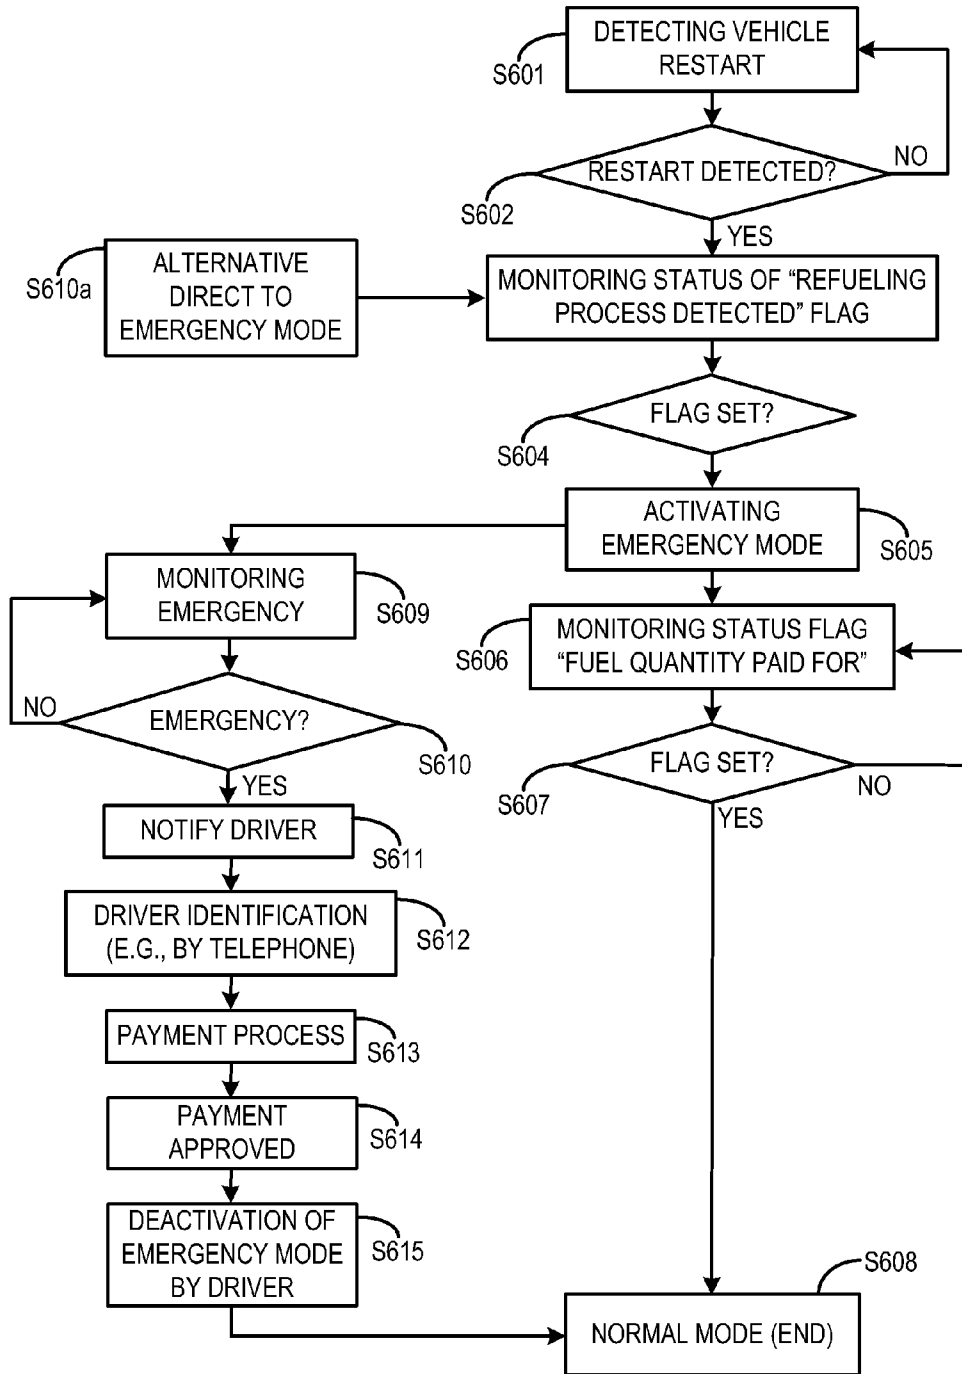 DETECTING VEHICLE
RESTART
S601
RESTART DETECTED?
NO
S602
YES
ALTERNATIVE
DIRECT TO
EMERGENCY MODE
S610a
MONITORING STATUS OF “REFUELING
PROCESS DETECTED” FLAG
FLAG SET?
S604
ACTIVATING
EMERGENCY MODE
S605
MONITORING
EMERGENCY
S609
MONITORING STATUS FLAG
“FUEL QUANTITY PAID FOR”
S606
NO
EMERGENCY?
S610
YES
FLAG SET?
S607
NO
YES
NOTIFY DRIVER
S611
DRIVER IDENTIFICATION
(E.G., BY TELEPHONE)
S612
PAYMENT PROCESS
S613
PAYMENT
APPROVED
S614
DEACTIVATION OF
EMERGENCY MODE
BY DRIVER
S615
S608
NORMAL MODE (END)